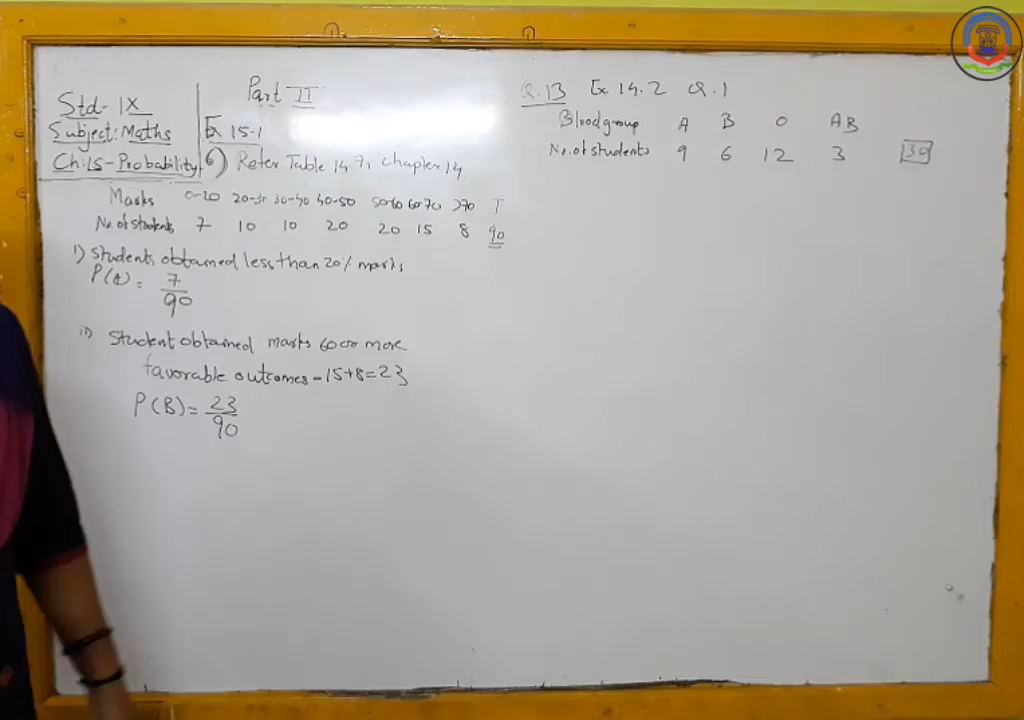 Std- IX
Subject: Maths
Ch:15-Probability
Part II
Ex 15.1
6) Refer Table 14.7, chapter 14
Marks 0-20 20-30 30-40 40-50 50-60 60-70 >70 T
No. of students 7 10 10 20 20 15 8 90
i) Students obtained less than 20% marks
P(A) = 7/90
ii) Student obtained marks 60 or more
favorable outcomes - 15+8=23
P(B) = 23/90
Q.13 Ex 14.2 Q.1
Blood group A B O AB
No. of students 9 6 12 3 30